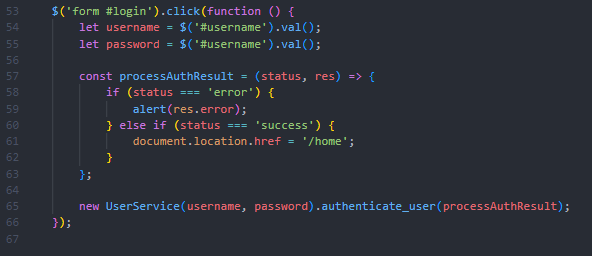 53 $('form #login').click(function () {
54 let username = $('#username').val();
55 let password = $('#username').val();
56
57 const processAuthResult = (status, res) => {
58 if (status === 'error') {
59 alert(res.error);
60 } else if (status === 'success') {
61 document.location.href = '/home';
62 }
63 };
64
65 new UserService(username, password).authenticate_user(processAuthResult);
66 });
67